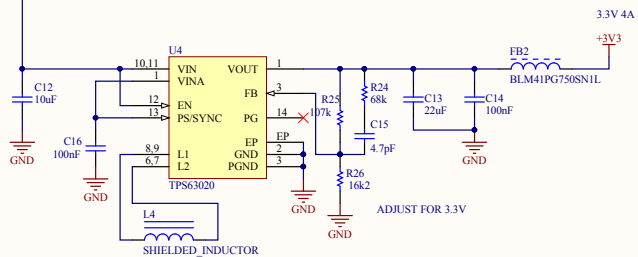 3.3V 4A
+3V3
U4
FB2
BLM41PG750SN1L
10,11 VIN VOUT 1
1 VINA
FB 3
12 EN
13 PS/SYNC PG 14
EP EP
8,9 L1 GND 2
6,7 L2 PGND 3
TPS63020
C12
10uF
GND
C16
100nF
GND
R25
107k
R24
68k
C15
4.7pF
C13
22uF
C14
100nF
GND
R26
16k2
GND
GND
ADJUST FOR 3.3V
L4
SHIELDED_INDUCTOR